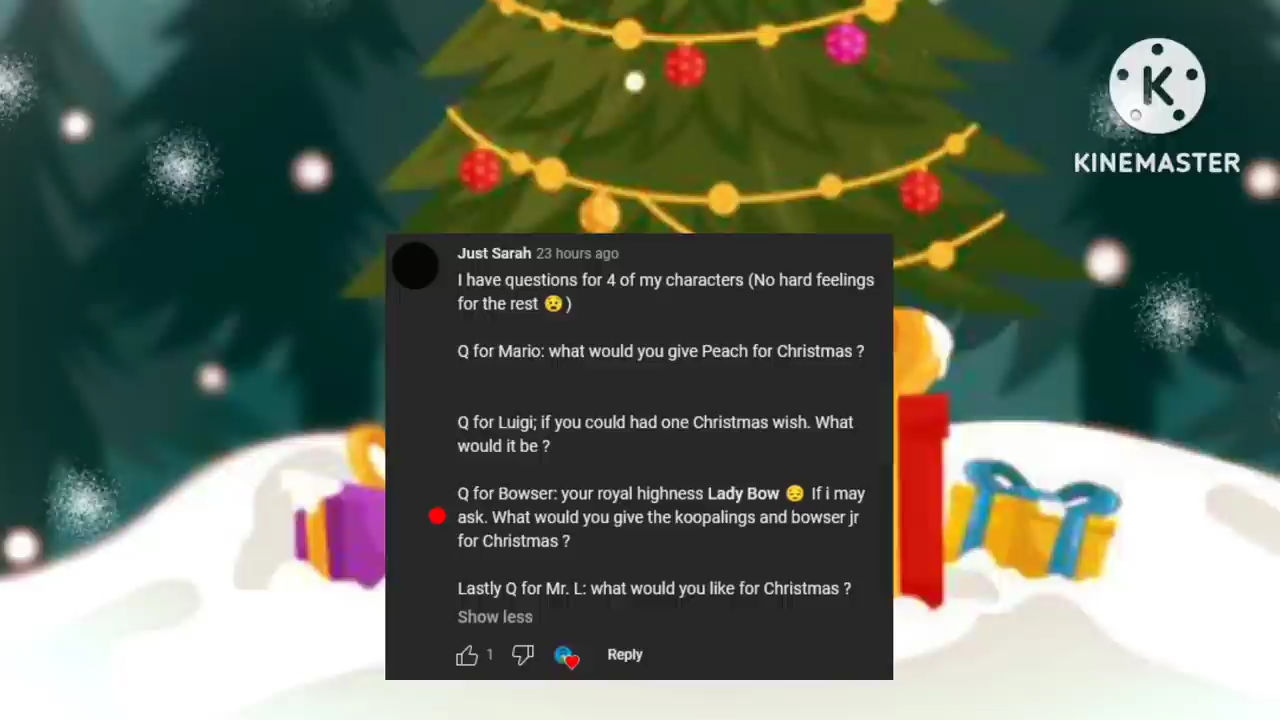 KINEMASTER
Just Sarah 23 hours ago
I have questions for 4 of my characters (No hard feelings
for the rest 😧 )
Q for Mario: what would you give Peach for Christmas ?
Q for Luigi; if you could had one Christmas wish. What
would it be ?
Q for Bowser: your royal highness Lady Bow 😔 If i may
ask. What would you give the koopalings and bowser jr
for Christmas ?
Lastly Q for Mr. L: what would you like for Christmas ?
Show less
1
Reply